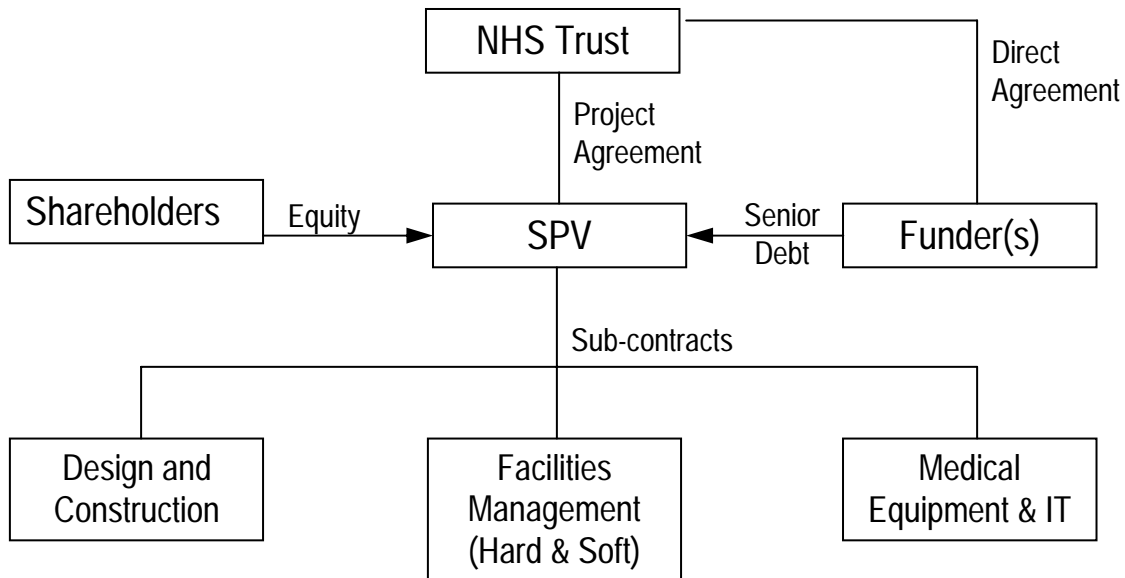 NHS Trust
Direct
Agreement
Project
Agreement
Shareholders
Equity
SPV
Senior
Debt
Funder(s)
Sub-contracts
Design and
Construction
Facilities
Management
(Hard & Soft)
Medical
Equipment & IT